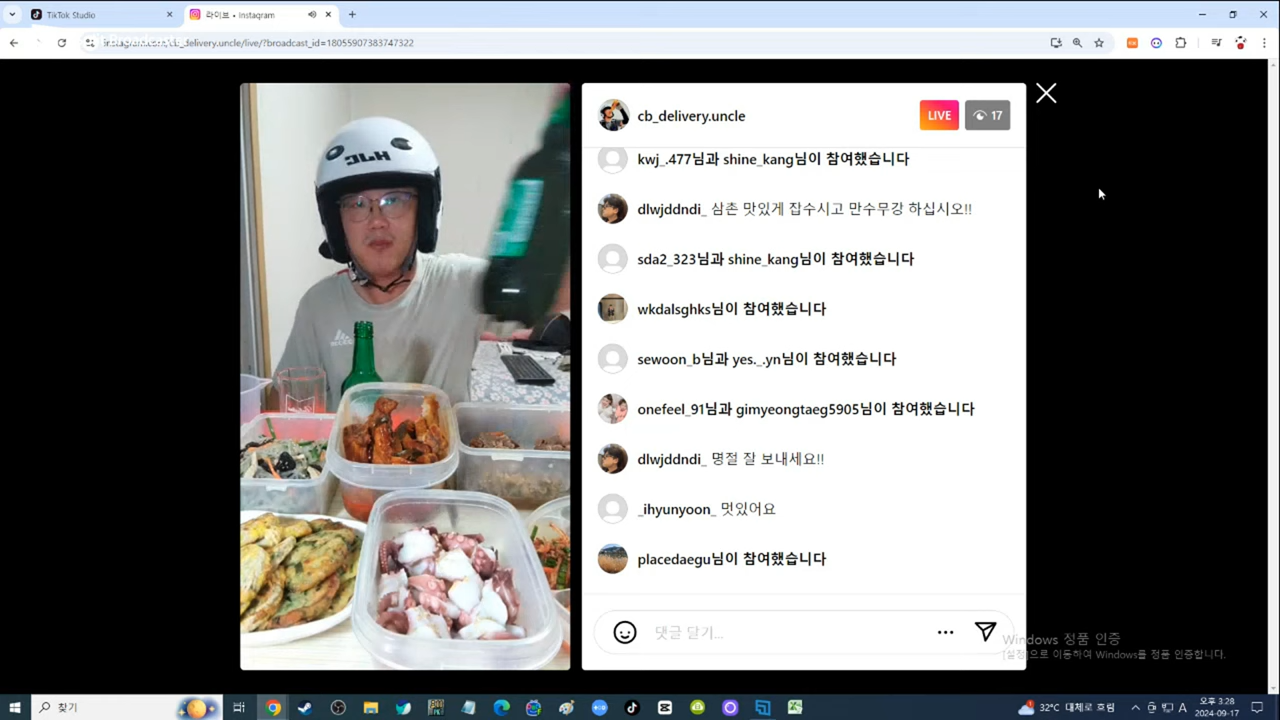 TikTok Studio
라이브 • Instagram
cb_delivery.uncle/live/?broadcast_id=18055907383747322
cb_delivery.uncle
LIVE
17
kwj_.477님과 shine_kang님이 참여했습니다
dlwjddndi_ 삼촌 맛있게 잡수시고 만수무강 하십시오!!
sda2_323님과 shine_kang님이 참여했습니다
wkdalsghks님이 참여했습니다
sewoon_b님과 yes._.yn님이 참여했습니다
onefeel_91님과 gimyeongtaeg5905님이 참여했습니다
dlwjddndi_ 명절 잘 보내세요!!
_ihyunyoon_ 멋있어요
placedaegu님이 참여했습니다
댓글 달기...
Windows 정품 인증
[설정]으로 이동하여 Windows를 정품 인증합니다.
찾기
32°C 대체로 흐림
A
오후 3:28
2024-09-17